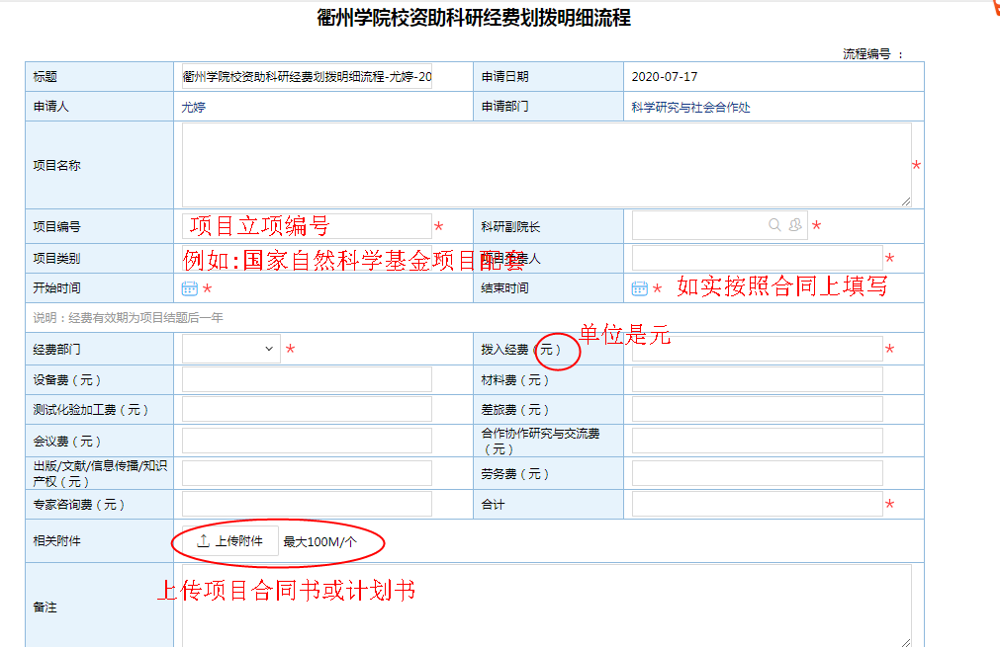 衢州学院校资助科研经费划拨明细流程
流程编号 ：
标题 衢州学院校资助科研经费划拨明细流程-尤婷-20 申请日期 2020-07-17
申请人 尤婷 申请部门 科学研究与社会合作处
项目名称 *
项目编号 项目立项编号 * 科研副院长 *
项目类别 例如:国家自然科学基金项目配套 人 *
开始时间 * 结束时间 * 如实按照合同上填写
说明：经费有效期为项目结题后一年
单位是元
经费部门 * 拨入经费（元） *
设备费（元） 材料费（元）
测试化验加工费（元） 差旅费（元）
会议费（元） 合作协作研究与交流费
（元）
出版/文献/信息传播/知识
产权（元） 劳务费（元）
专家咨询费（元） 合计 *
相关附件 上传附件 最大100M/个
上传项目合同书或计划书
备注